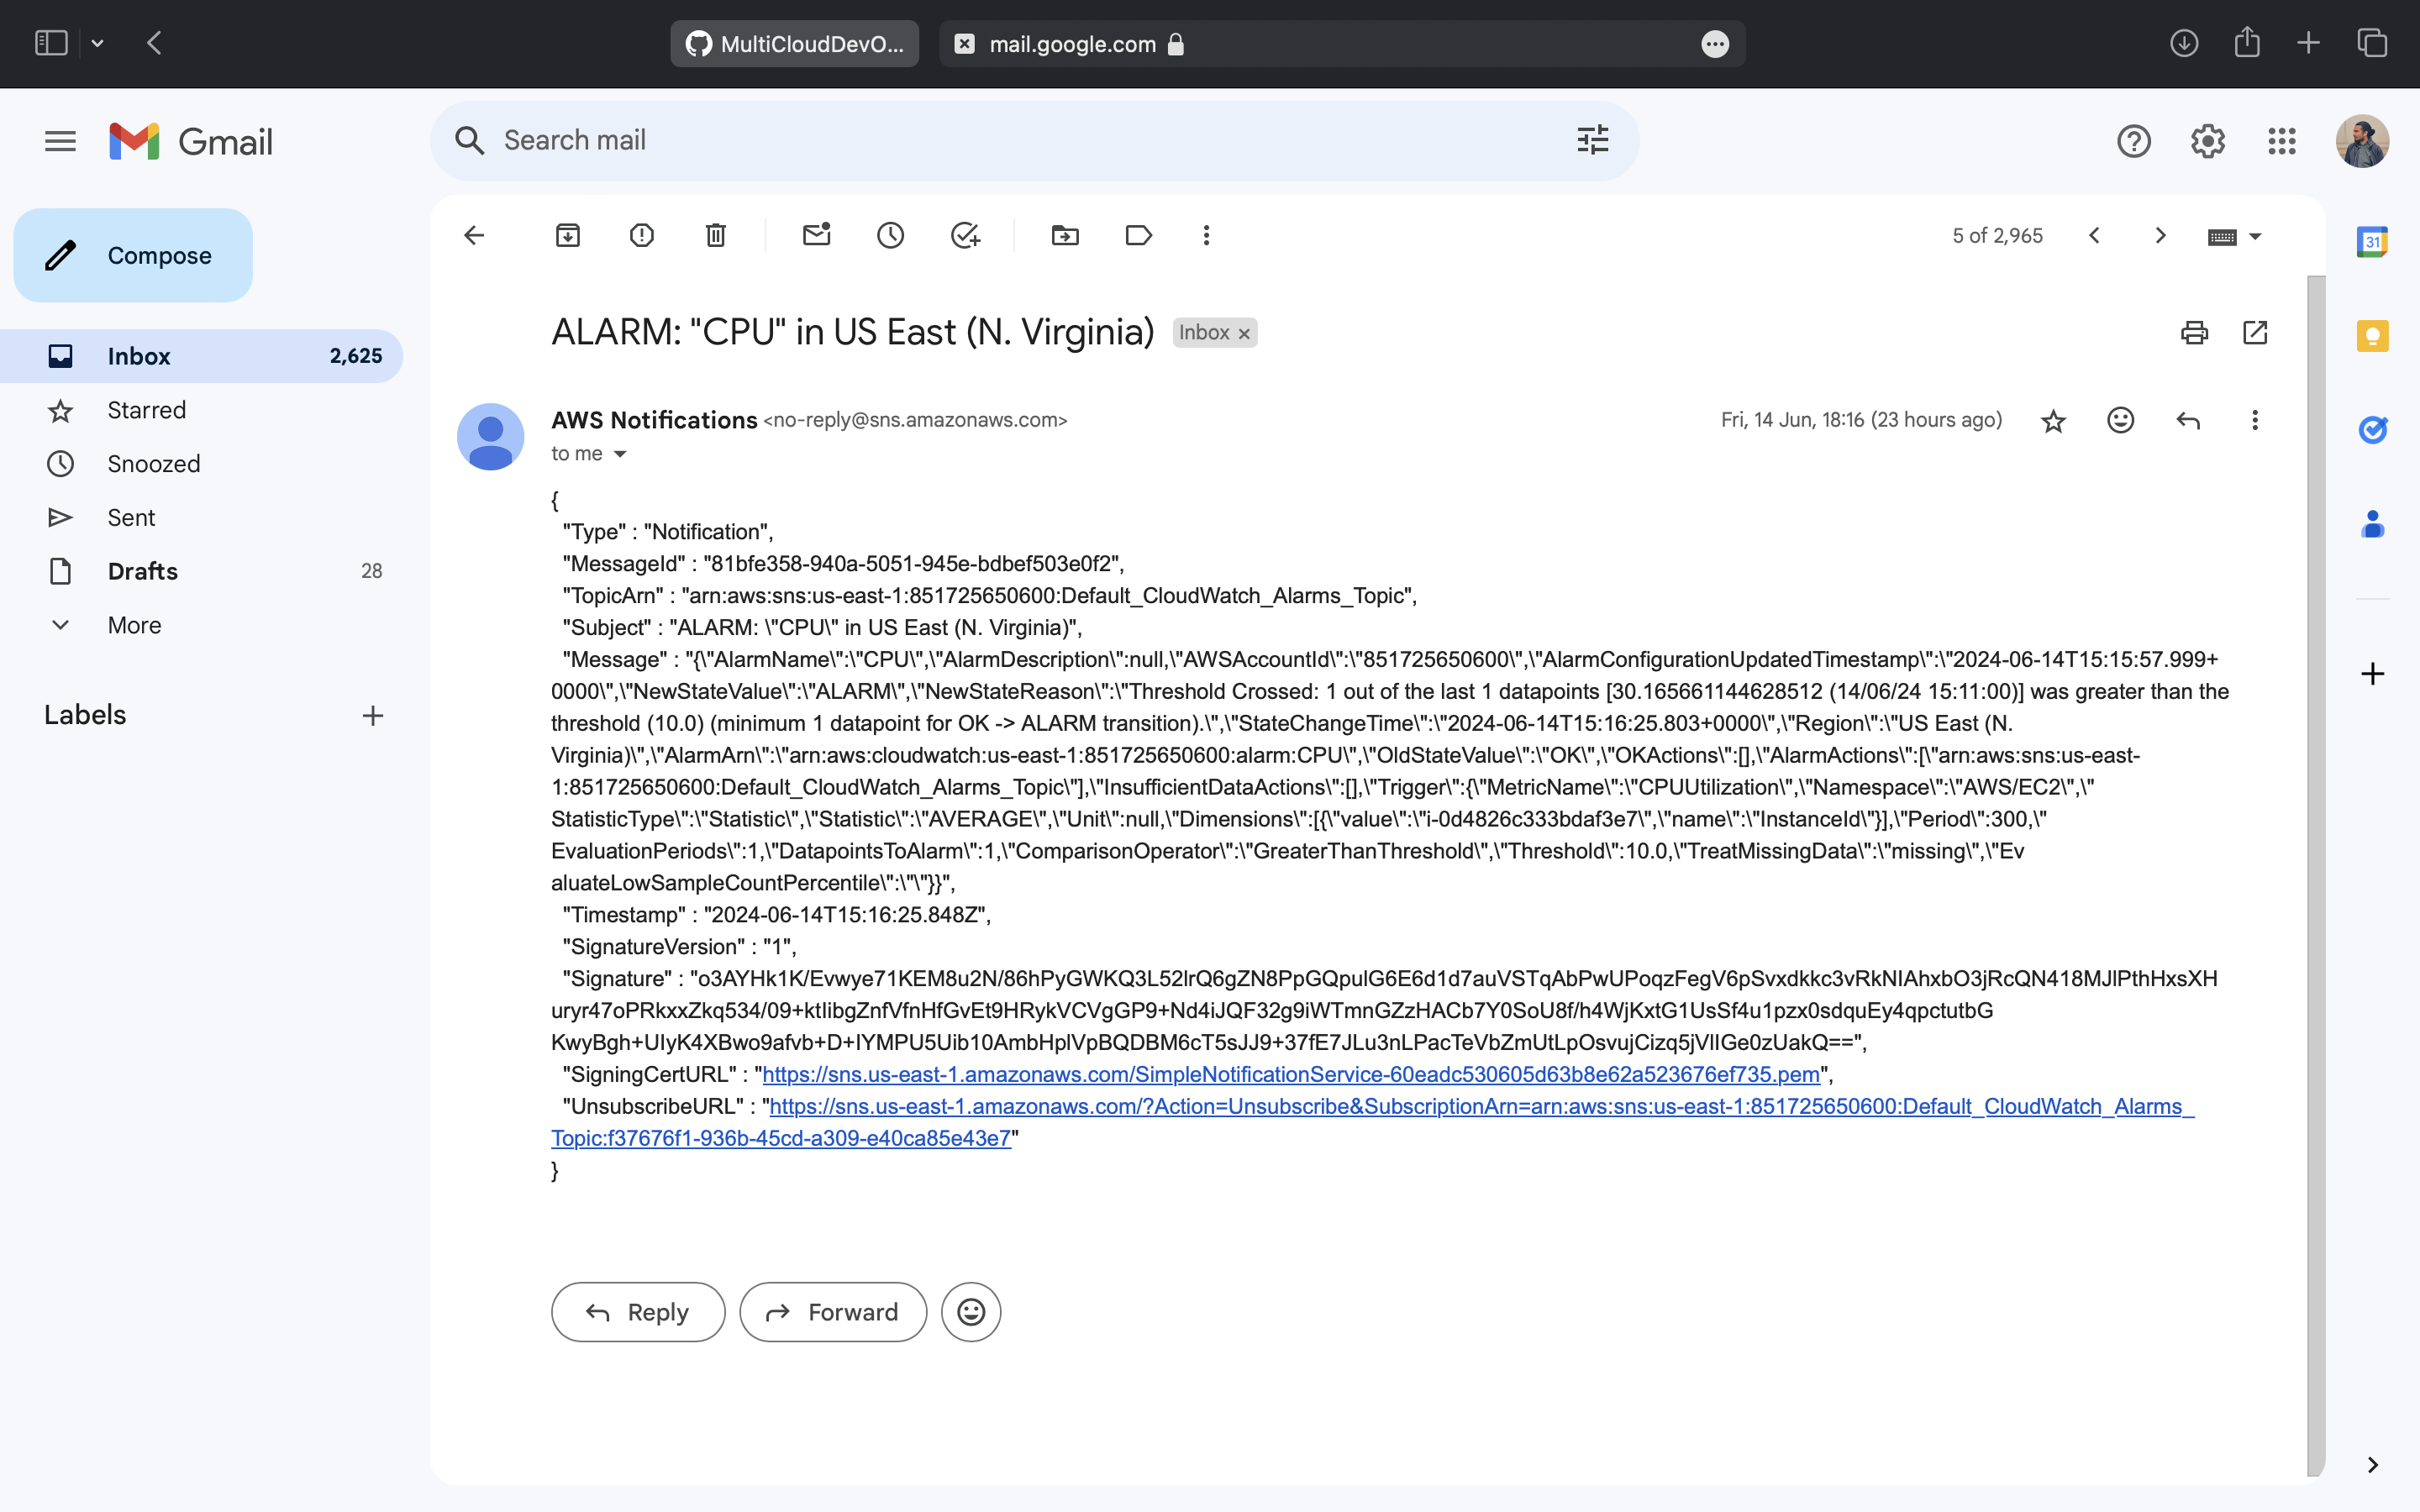 MultiCloudDevO...
mail.google.com
Gmail
Search mail
Compose
Inbox 2,625
Starred
Snoozed
Sent
Drafts 28
More
Labels
5 of 2,965
31
ALARM: "CPU" in US East (N. Virginia) Inbox
AWS Notifications <no-reply@sns.amazonaws.com> Fri, 14 Jun, 18:16 (23 hours ago)
to me
{
"Type" : "Notification",
"MessageId" : "81bfe358-940a-5051-945e-bdbef503e0f2",
"TopicArn" : "arn:aws:sns:us-east-1:851725650600:Default_CloudWatch_Alarms_Topic",
"Subject" : "ALARM: \"CPU\" in US East (N. Virginia)",
"Message" : "{\"AlarmName\":\"CPU\",\"AlarmDescription\":null,\"AWSAccountId\":\"851725650600\",\"AlarmConfigurationUpdatedTimestamp\":\"2024-06-14T15:15:57.999+
0000\",\"NewStateValue\":\"ALARM\",\"NewStateReason\":\"Threshold Crossed: 1 out of the last 1 datapoints [30.165661144628512 (14/06/24 15:11:00)] was greater than the
threshold (10.0) (minimum 1 datapoint for OK -> ALARM transition).\",\"StateChangeTime\":\"2024-06-14T15:16:25.803+0000\",\"Region\":\"US East (N.
Virginia)\",\"AlarmArn\":\"arn:aws:cloudwatch:us-east-1:851725650600:alarm:CPU\",\"OldStateValue\":\"OK\",\"OKActions\":[],\"AlarmActions\":[\"arn:aws:sns:us-east-
1:851725650600:Default_CloudWatch_Alarms_Topic\"],\"InsufficientDataActions\":[],\"Trigger\":{\"MetricName\":\"CPUUtilization\",\"Namespace\":\"AWS/EC2\",\"
StatisticType\":\"Statistic\",\"Statistic\":\"AVERAGE\",\"Unit\":null,\"Dimensions\":[{\"value\":\"i-0d4826c333bdaf3e7\",\"name\":\"InstanceId\"}],\"Period\":300,\"
EvaluationPeriods\":1,\"DatapointsToAlarm\":1,\"ComparisonOperator\":\"GreaterThanThreshold\",\"Threshold\":10.0,\"TreatMissingData\":\"missing\",\"Ev
aluateLowSampleCountPercentile\":\"\"}}",
"Timestamp" : "2024-06-14T15:16:25.848Z",
"SignatureVersion" : "1",
"Signature" : "o3AYHk1K/Evwye71KEM8u2N/86hPyGWKQ3L52lrQ6gZN8PpGQpulG6E6d1d7auVSTqAbPwUPoqzFegV6pSvxdkkc3vRkNIAhxbO3jRcQN418MJlPthHxsXH
uryr47oPRkxxZkq534/09+ktlibgZnfVfnHfGvEt9HRykVCVgGP9+Nd4iJQF32g9iWTmnGZzHACb7Y0SoU8f/h4WjKxtG1UsSf4u1pzx0sdquEy4qpctutbG
KwyBgh+UIyK4XBwo9afvb+D+IYMPU5Uib10AmbHplVpBQDBM6cT5sJJ9+37fE7JLu3nLPacTeVbZmUtLpOsvujCizq5jVlIGe0zUakQ==",
"SigningCertURL" : "https://sns.us-east-1.amazonaws.com/SimpleNotificationService-60eadc530605d63b8e62a523676ef735.pem",
"UnsubscribeURL" : "https://sns.us-east-1.amazonaws.com/?Action=Unsubscribe&SubscriptionArn=arn:aws:sns:us-east-1:851725650600:Default_CloudWatch_Alarms_
Topic:f37676f1-936b-45cd-a309-e40ca85e43e7"
}
Reply Forward